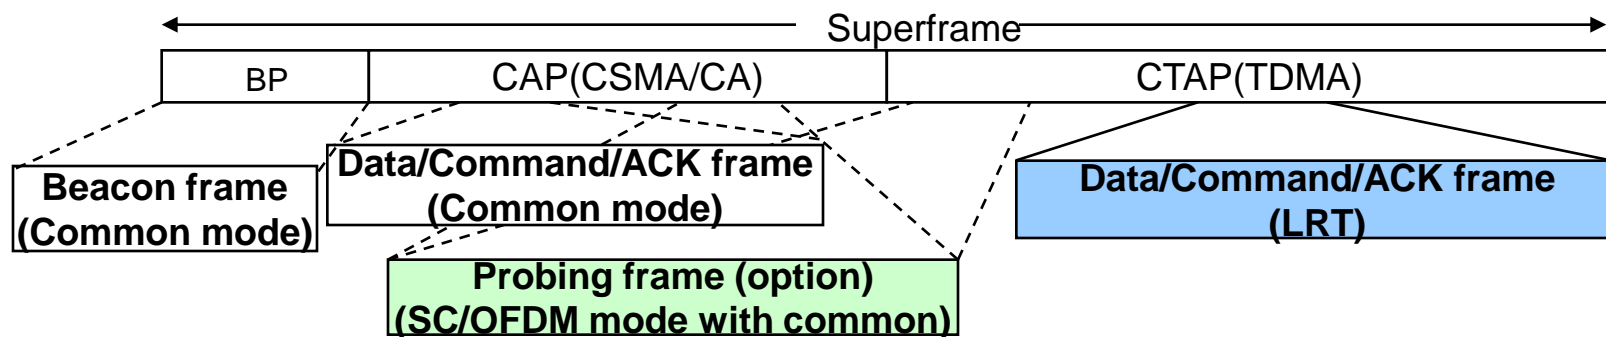 Superframe
BP
CAP(CSMA/CA)
CTAP(TDMA)
Beacon frame
(Common mode)
Data/Command/ACK frame
(Common mode)
Data/Command/ACK frame
(LRT)
Probing frame (option)
(SC/OFDM mode with common)